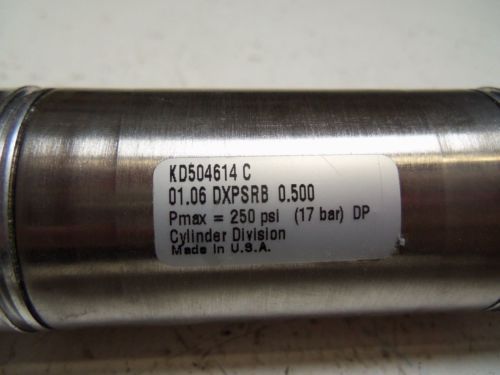 KD504614 C
01.06 DXPSRB 0.500
Pmax = 250 psi (17 bar) DP
Cylinder Division
Made in U.S.A.